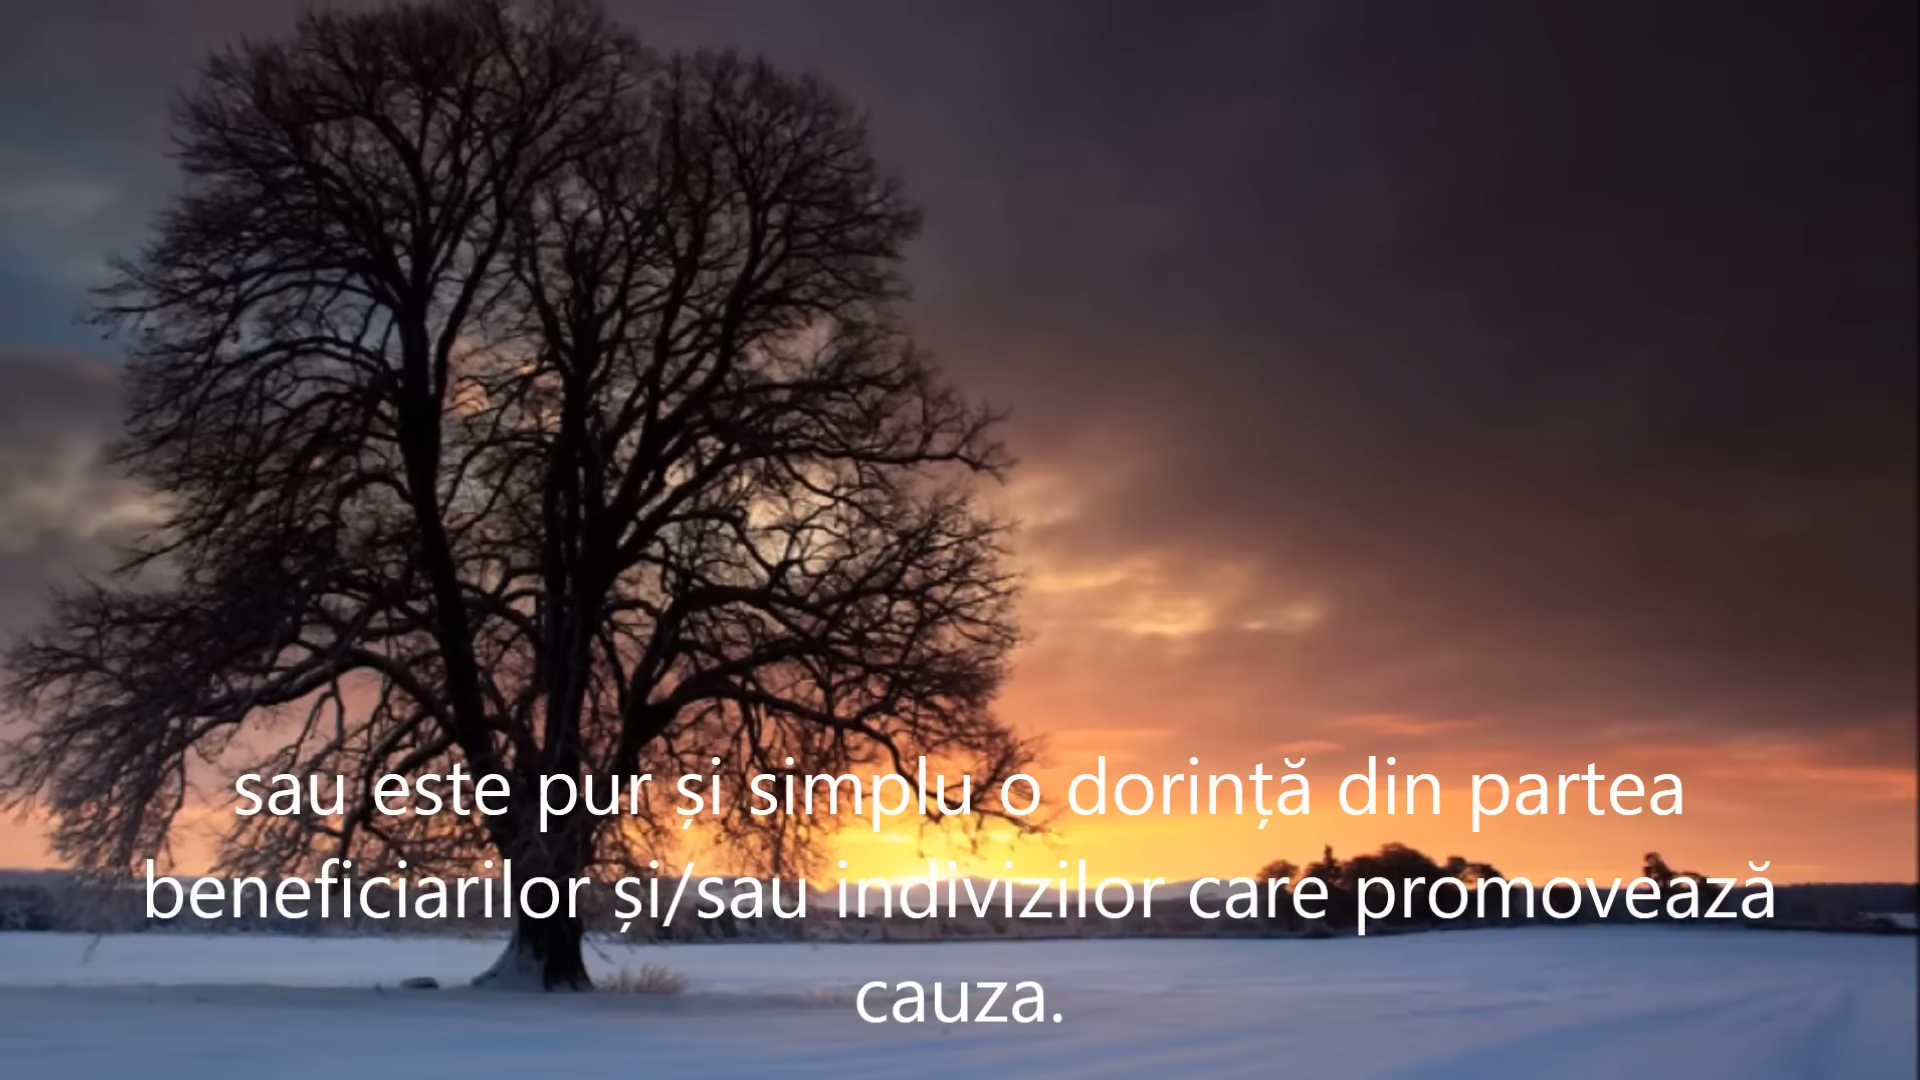 sau este pur și simplu o dorință din partea
beneficiarilor și/sau indivizilor care promovează
cauza.